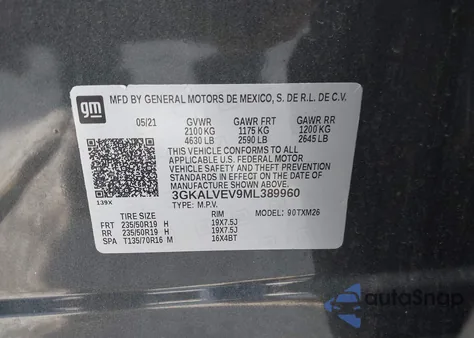 gm
MFD BY GENERAL MOTORS DE MEXICO, S. DE R.L. DE C.V.
05/21 GVWR GAWR FRT GAWR RR
2100 KG 1175 KG 1200 KG
4630 LB 2590 LB 2645 LB
THIS VEHICLE CONFORMS TO ALL
APPLICABLE U.S. FEDERAL MOTOR
VEHICLE SAFETY AND THEFT PREVENTION
STANDARDS IN EFFECT ON THE DATE OF
MANUFACTURE SHOWN ABOVE.
139X
3GKALVEV9ML389960
TYPE: M.P.V. MODEL: 90TXM26
TIRE SIZE RIM
FRT 235/50R19 H 19X7.5J
RR 235/50R19 H 19X7.5J
SPA T135/70R16 M 16X4BT
autoSnap